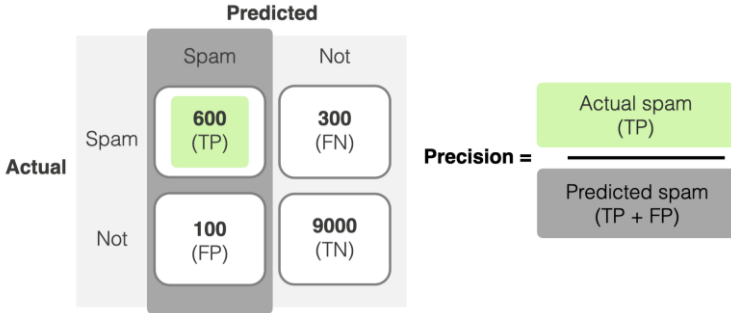 Predicted
Spam Not
Spam
600
(TP)
300
(FN)
Actual
Not
100
(FP)
9000
(TN)
Precision =
Actual spam
(TP)
Predicted spam
(TP + FP)